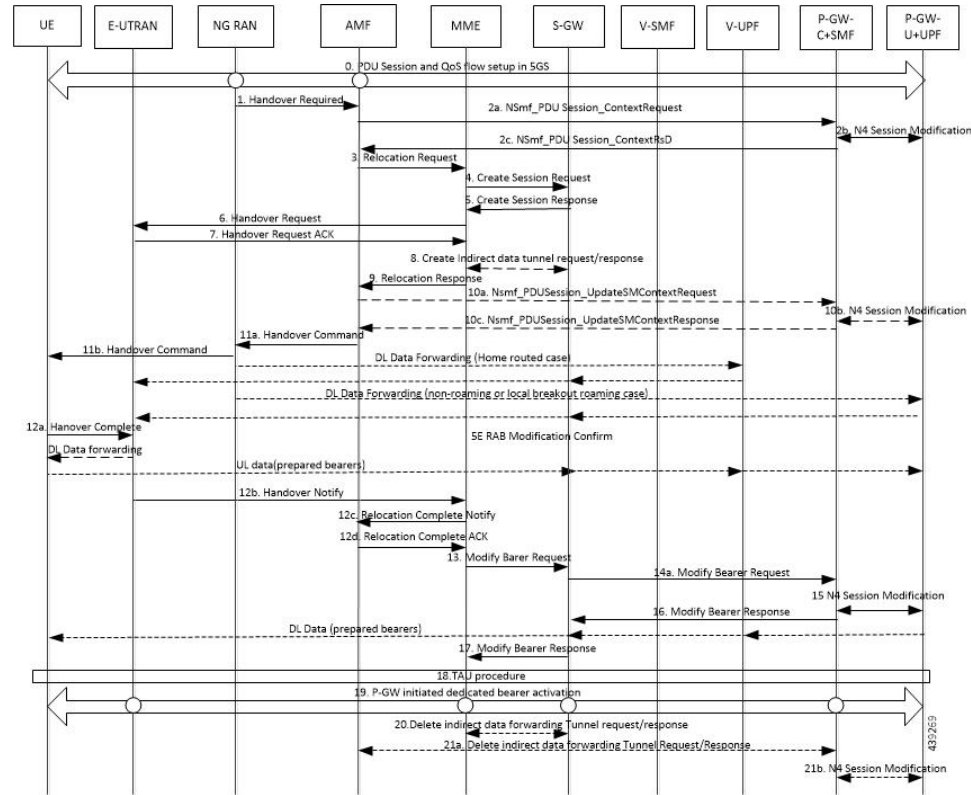 UE
E-UTRAN
NG RAN
AMF
MME
S-GW
V-SMF
V-UPF
P-GW-
C+SMF
P-GW-
U+UPF
0. PDU Session and QoS flow setup in 5GS
1. Handover Required
2a. NSmf_PDU Session_ContextRequest
2b. N4 Session Modification
2c. NSmf_PDU Session_ContextRsD
3. Relocation Request
4. Create Session Request
5. Create Session Response
6. Handover Request
7. Handover Request ACK
8. Create Indirect data tunnel request/response
9. Relocation Response
10a. Nsmf_PDUSession_UpdateSMContextRequest
10b. N4 Session Modification
10c. Nsmf_PDUSession_UpdateSMContextResponse
11a. Handover Command
11b. Handover Command
DL Data Forwarding (Home routed case)
DL Data Forwarding (non-roaming or local breakout roaming case)
12a. Hanover Complete
5E RAB Modification Confirm
DL Data forwarding
UL data(prepared bearers)
12b. Handover Notify
12c. Relocation Complete Notify
12d. Relocation Complete ACK
13. Modify Barer Request
14a. Modify Bearer Request
15 N4 Session Modification
16. Modify Bearer Response
DL Data (prepared bearers)
17. Modify Bearer Response
18.TAU procedure
19. P-GW initiated dedicated bearer activation
20.Delete indirect data forwarding Tunnel request/response
21a. Delete indirect data forwarding Tunnel Request/Response
21b. N4 Session Modification
439269